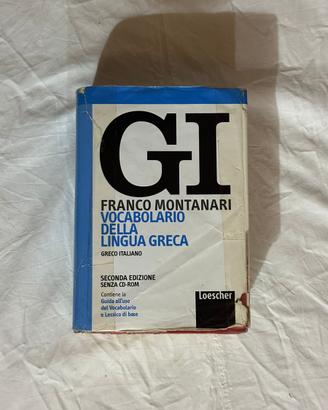 GI
FRANCO MONTANARI
VOCABOLARIO
DELLA
LINGUA GRECA
GRECO ITALIANO
SECONDA EDIZIONE
SENZA CD-ROM
Contiene la
Guida all'uso
del Vocabolario
e Lessico di base
Loescher